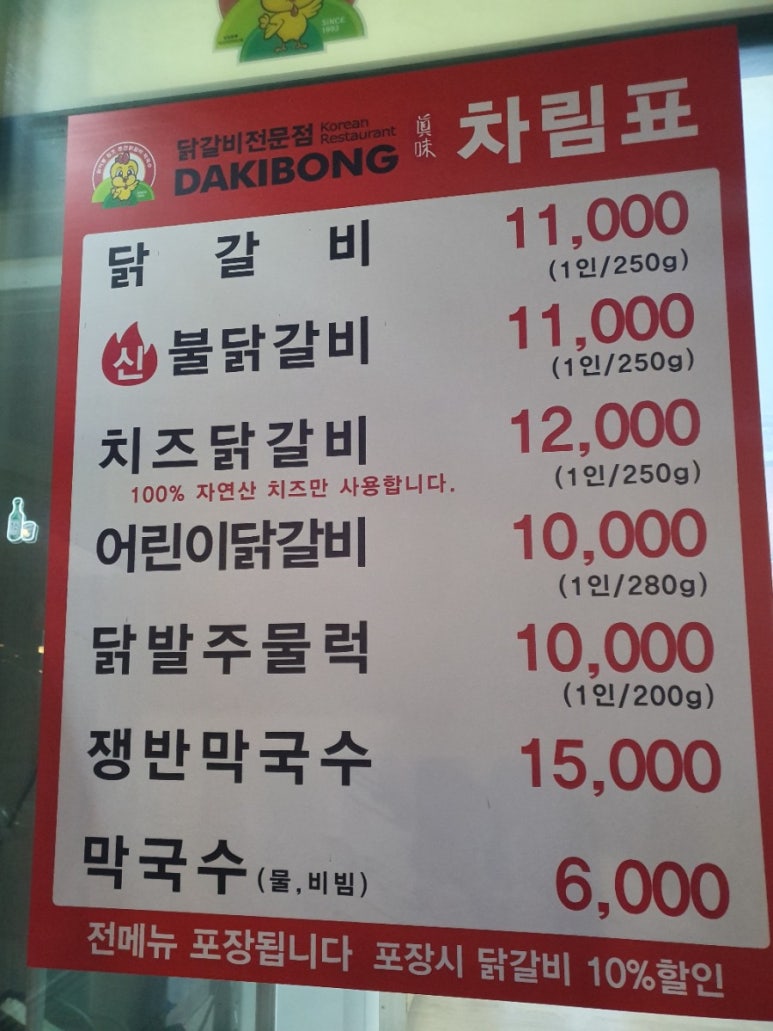 SINCE 1992
닭갈비전문점 Korean Restaurant
DAKIBONG
眞味
차림표
닭갈비 11,000
(1인/250g)
신 불닭갈비 11,000
(1인/250g)
치즈닭갈비 12,000
100% 자연산 치즈만 사용합니다. (1인/250g)
어린이닭갈비 10,000
(1인/280g)
닭발주물럭 10,000
(1인/200g)
쟁반막국수 15,000
막국수(물,비빔) 6,000
전메뉴 포장됩니다 포장시 닭갈비 10%할인